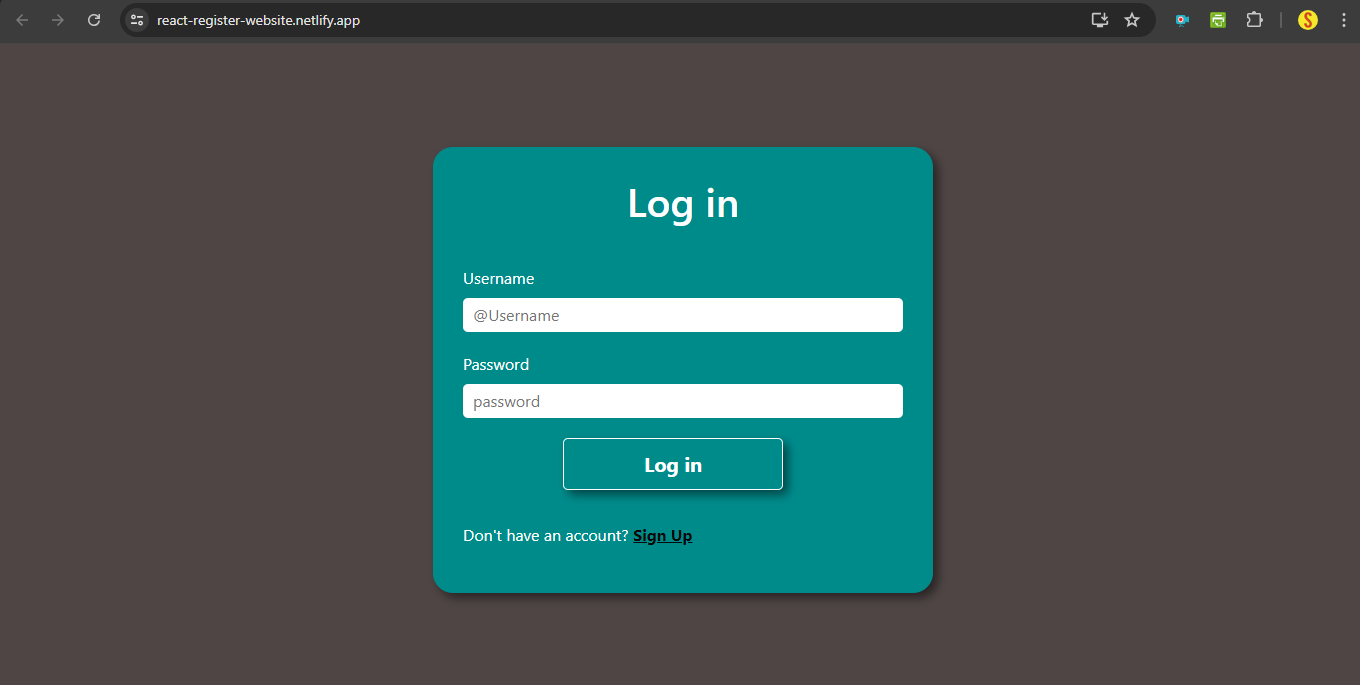 react-register-website.netlify.app
S
Log in
Username
@Username
Password
password
Log in
Don't have an account? Sign Up